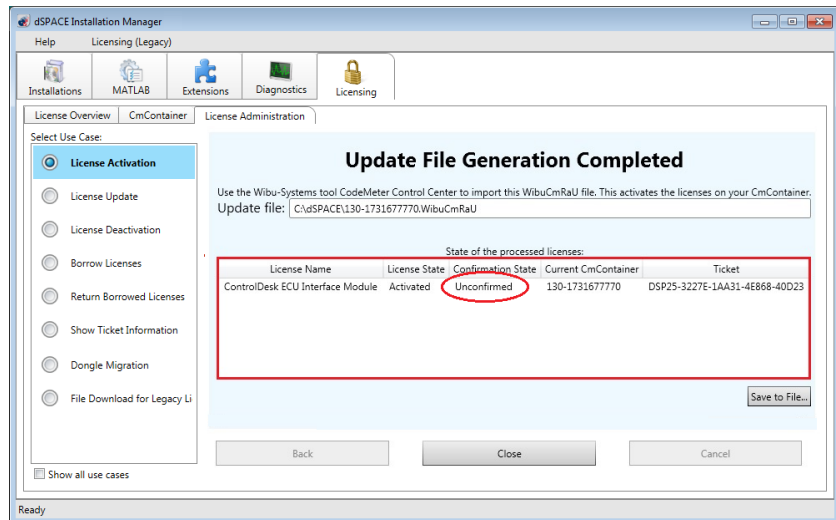 dSPACE Installation Manager
Help Licensing (Legacy)
Installations MATLAB Extensions Diagnostics Licensing
License Overview CmContainer License Administration
Select Use Case:
License Activation
License Update
License Deactivation
Borrow Licenses
Return Borrowed Licenses
Show Ticket Information
Dongle Migration
File Download for Legacy Li
Show all use cases
Update File Generation Completed
Use the Wibu-Systems tool CodeMeter Control Center to import this WibuCmRaU file. This activates the licenses on your CmContainer.
Update file: C:\dSPACE\130-1731677770.WibuCmRaU
State of the processed licenses:
License Name License State Confirmation State Current CmContainer Ticket
ControlDesk ECU Interface Module Activated Unconfirmed 130-1731677770 DSP25-3227E-1AA31-4E868-40D23
Save to File...
Back Close Cancel
Ready